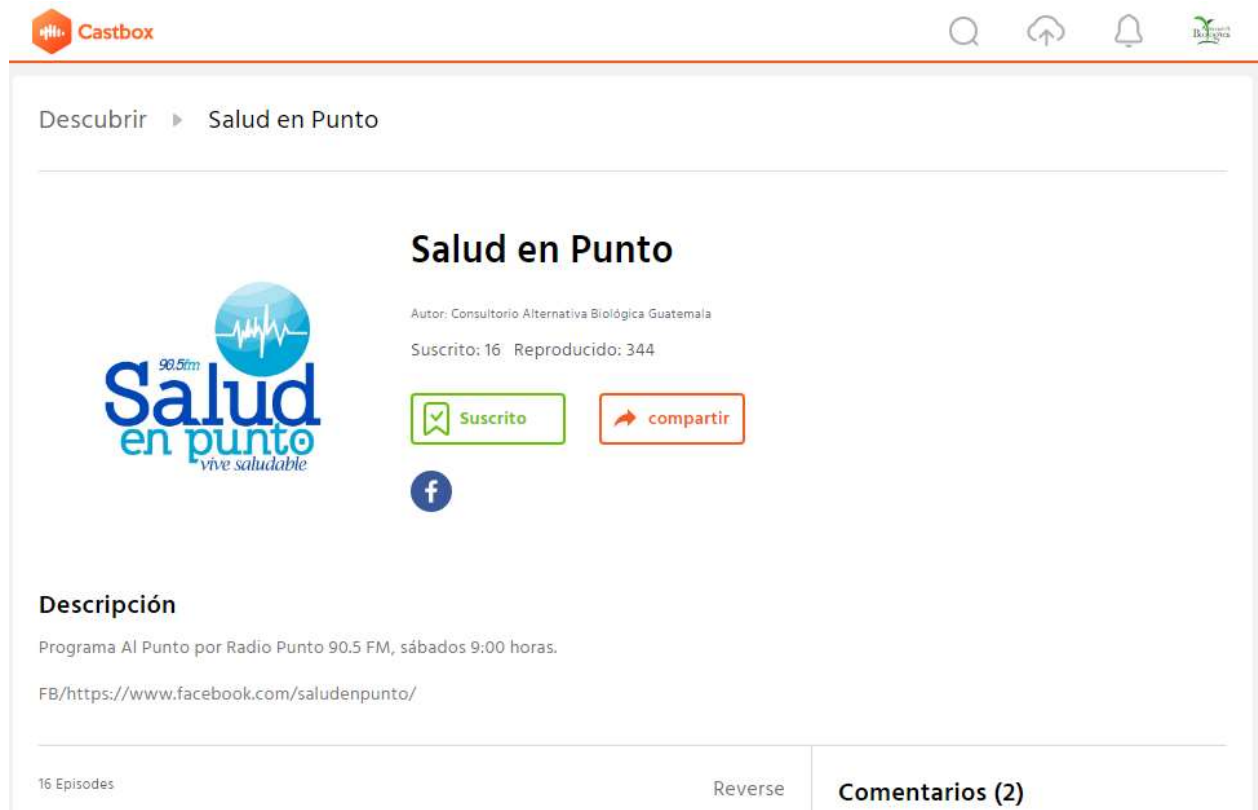 Castbox
Descubrir Salud en Punto
Salud en Punto
Autor: Consultorio Alternativa Biológica Guatemala
Suscrito: 16 Reproducido: 344
90.5fm
Salud
en punto
vive saludable
Suscrito compartir
Descripción
Programa Al Punto por Radio Punto 90.5 FM, sábados 9:00 horas.
FB/https://www.facebook.com/saludenpunto/
16 Episodes Reverse Comentarios (2)